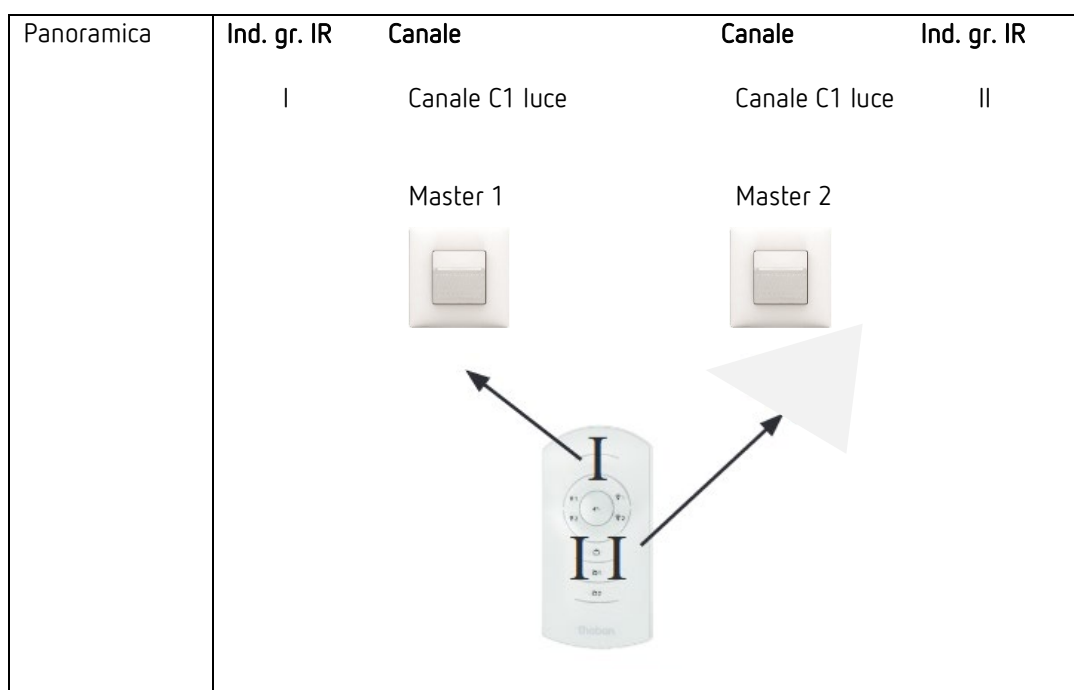 Panoramica Ind. gr. IR Canale Canale Ind. gr. IR
I Canale C1 luce Canale C1 luce II
Master 1 Master 2
I
II
theben